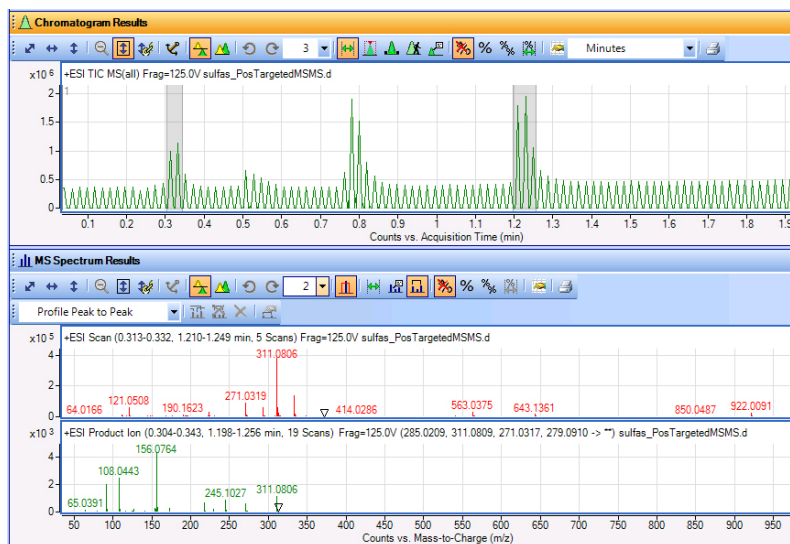 Chromatogram Results
3 % % % Minutes
x10 6 +ESI TIC MS(all) Frag=125.0V sulfas_PosTargetedMSMS.d
2
1
1.5
1
0.5
0
0.1 0.2 0.3 0.4 0.5 0.6 0.7 0.8 0.9 1 1.1 1.2 1.3 1.4 1.5 1.6 1.7 1.8 1.9
Counts vs. Acquisition Time (min)
MS Spectrum Results
2 % % %
Profile Peak to Peak
x10 5 +ESI Scan (0.313-0.332, 1.210-1.249 min, 5 Scans) Frag=125.0V sulfas_PosTargetedMSMS.d
4
311.0806
2
64.0166 121.0508 190.1623 271.0319 414.0286 563.0375 643.1361 850.0487 922.0091
0
x10 3 +ESI Product Ion (0.304-0.343, 1.198-1.256 min, 19 Scans) Frag=125.0V (285.0209, 311.0809, 271.0317, 279.0910 -> **) sulfas_PosTargetedMSMS.d
156.0764
4
108.0443
2
65.0391 245.1027 311.0806
0
50 100 150 200 250 300 350 400 450 500 550 600 650 700 750 800 850 900 950
Counts vs. Mass-to-Charge (m/z)